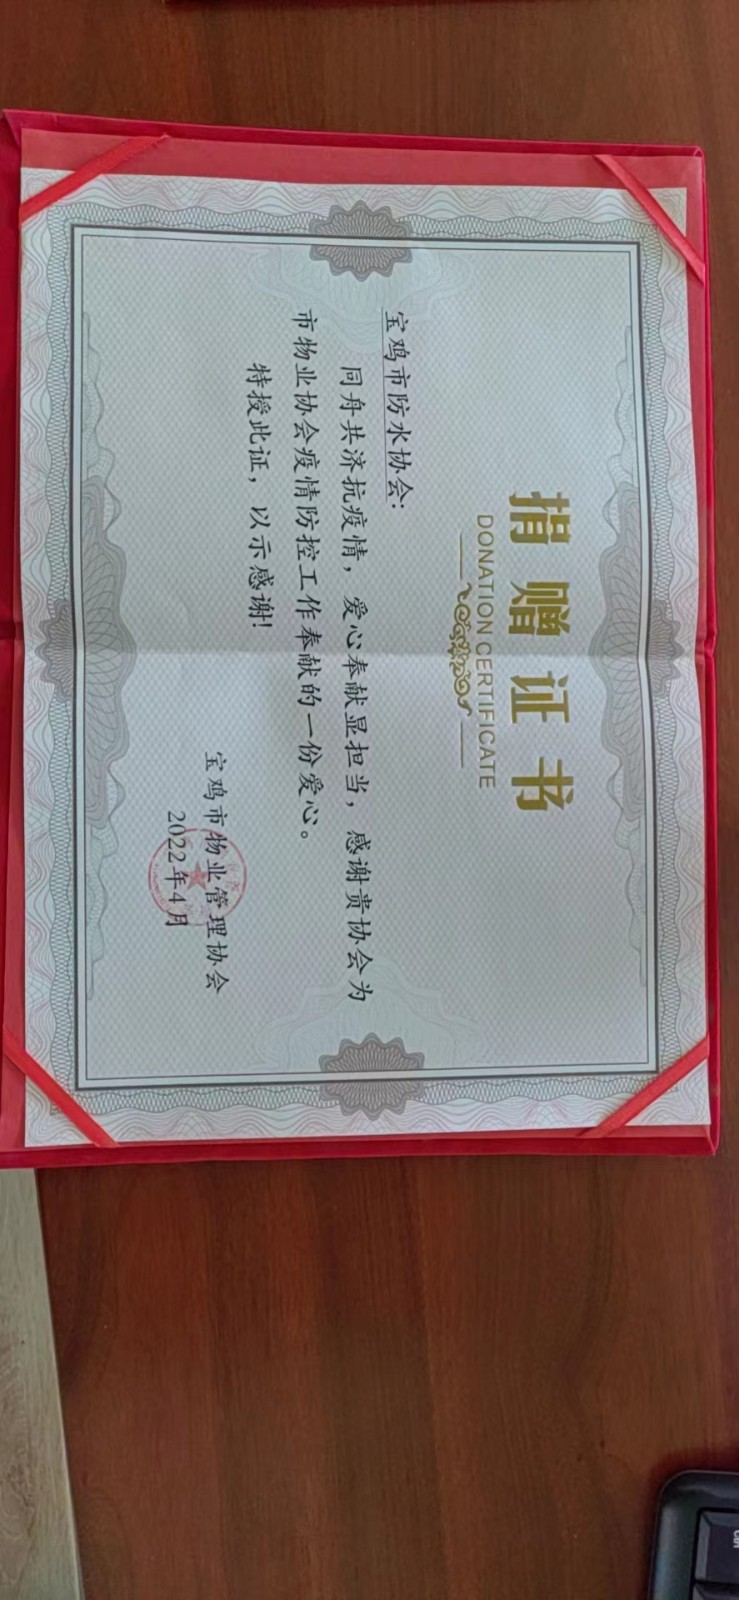 捐赠证书
DONATION CERTIFICATE
宝鸡市防水协会:
同舟共济抗疫情，爱心奉献显担当，感谢贵协会为
市物业协会疫情防控工作奉献的一份爱心。
特授此证，以示感谢!
宝鸡市物业管理协会
2022年4月